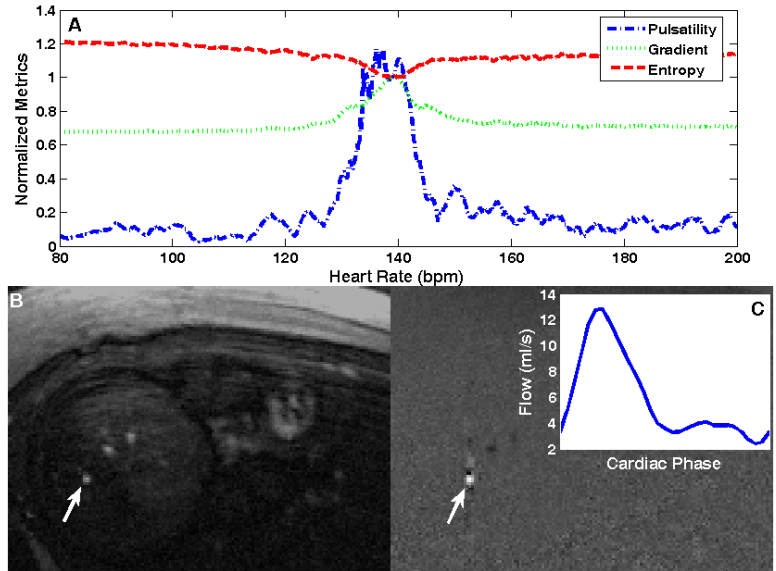 A
Pulsatility
Gradient
Entropy
Normalized Metrics
1.4
1.2
1
0.8
0.6
0.4
0.2
0
80 100 120 140 160 180 200
Heart Rate (bpm)
B
C
Flow (ml/s)
14
12
10
8
6
4
2
Cardiac Phase